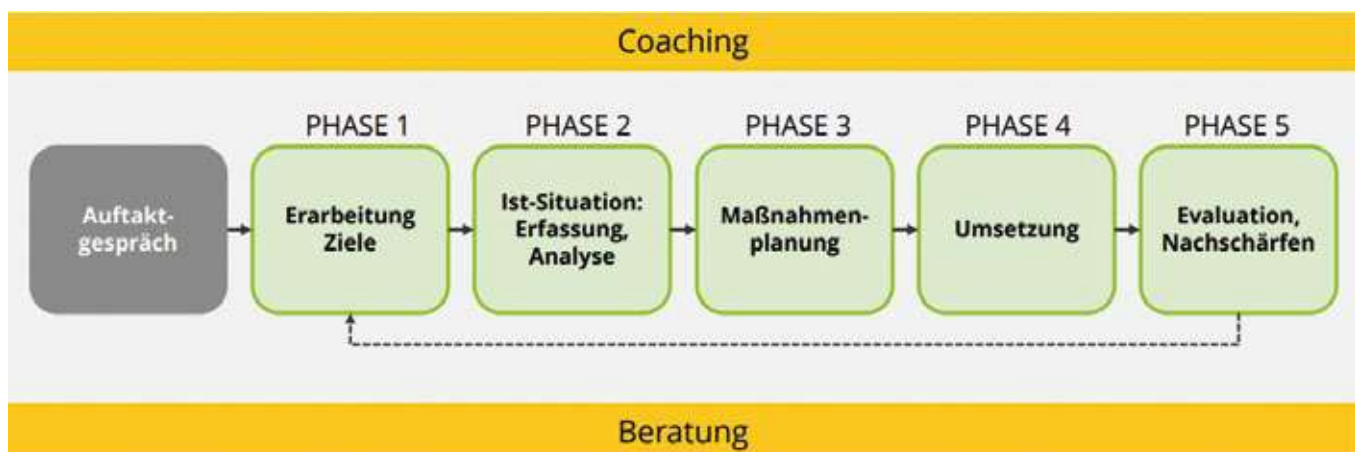 Coaching
PHASE 1
PHASE 2
PHASE 3
PHASE 4
PHASE 5
Auftakt-
gespräch
Erarbeitung
Ziele
Ist-Situation:
Erfassung,
Analyse
Maßnahmen-
planung
Umsetzung
Evaluation,
Nachschärfen
Beratung